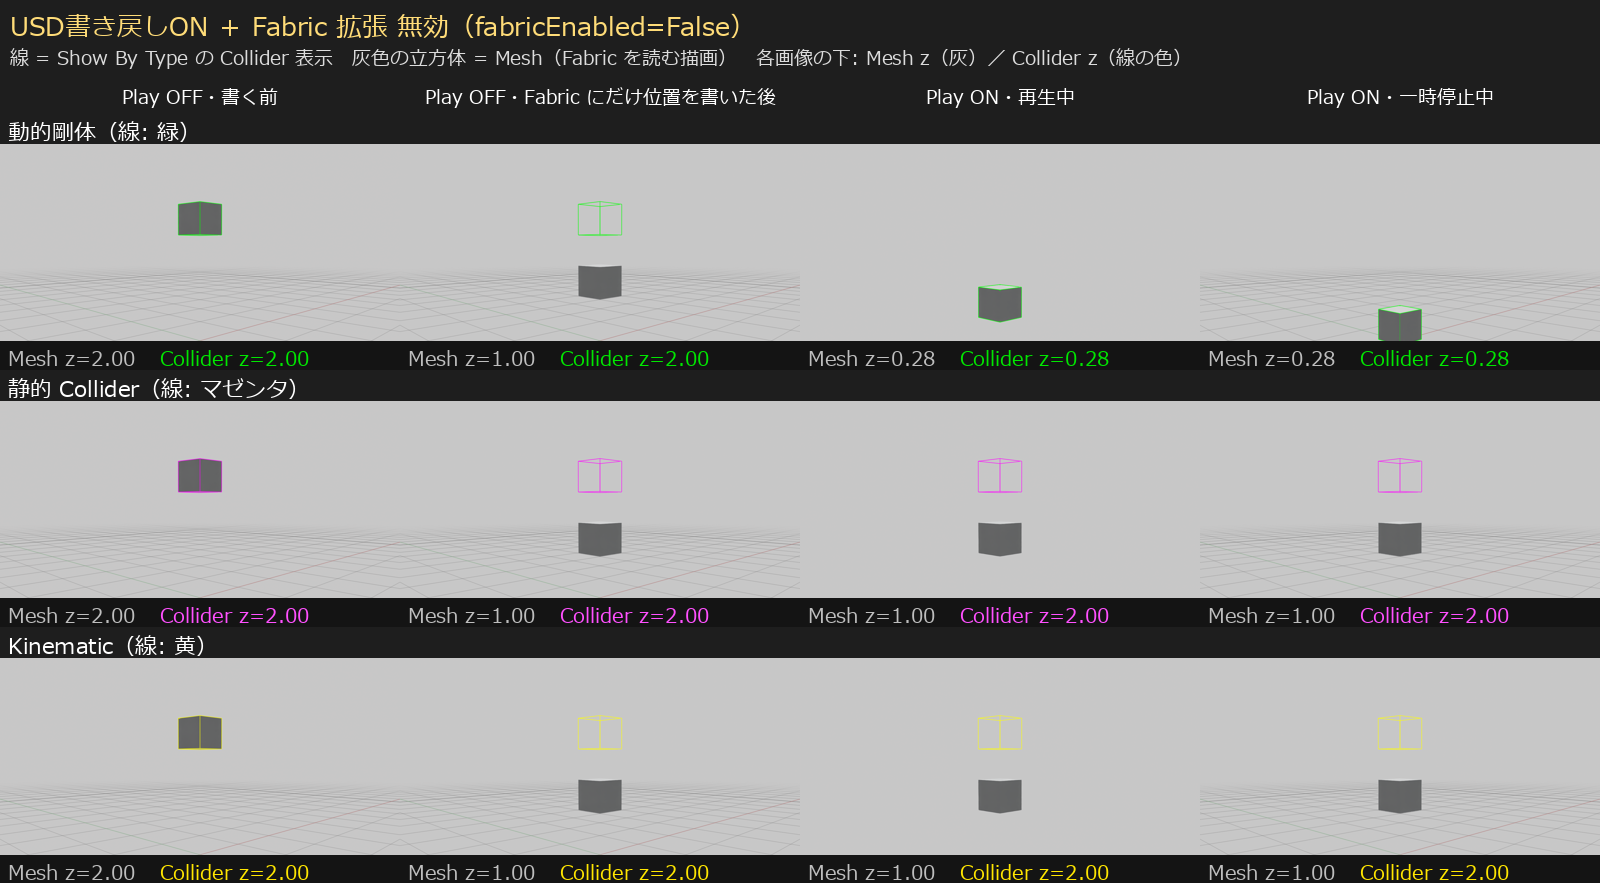 USD書き戻しON + Fabric 拡張 無効（fabricEnabled=False）
線 = Show By Type の Collider 表示　灰色の立方体 = Mesh（Fabric を読む描画）　各画像の下: Mesh z（灰）／ Collider z（線の色）
Play OFF・書く前　Play OFF・Fabric にだけ位置を書いた後　Play ON・再生中　Play ON・一時停止中
動的剛体（線: 緑）
Mesh z=2.00 Collider z=2.00 Mesh z=1.00 Collider z=2.00 Mesh z=0.28 Collider z=0.28 Mesh z=0.28 Collider z=0.28
静的 Collider（線: マゼンタ）
Mesh z=2.00 Collider z=2.00 Mesh z=1.00 Collider z=2.00 Mesh z=1.00 Collider z=2.00 Mesh z=1.00 Collider z=2.00
Kinematic（線: 黄）
Mesh z=2.00 Collider z=2.00 Mesh z=1.00 Collider z=2.00 Mesh z=1.00 Collider z=2.00 Mesh z=1.00 Collider z=2.00